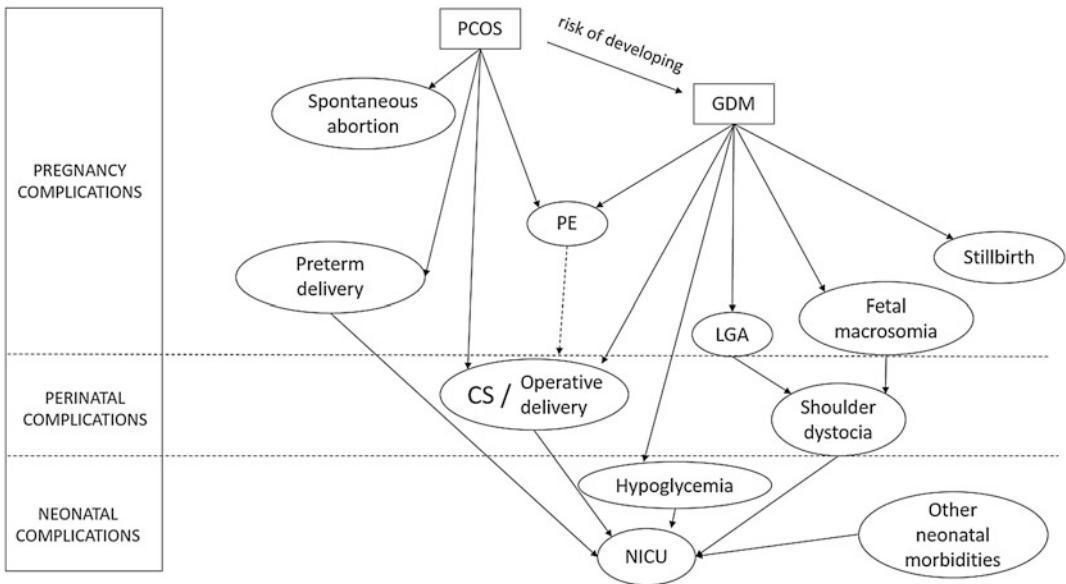 PCOS
risk of developing
GDM
Spontaneous
abortion
PREGNANCY
COMPLICATIONS
PE
Stillbirth
Preterm
delivery
Fetal
macrosomia
LGA
PERINATAL
COMPLICATIONS
CS / Operative
delivery
Shoulder
dystocia
Hypoglycemia
NEONATAL
COMPLICATIONS
Other
neonatal
morbidities
NICU